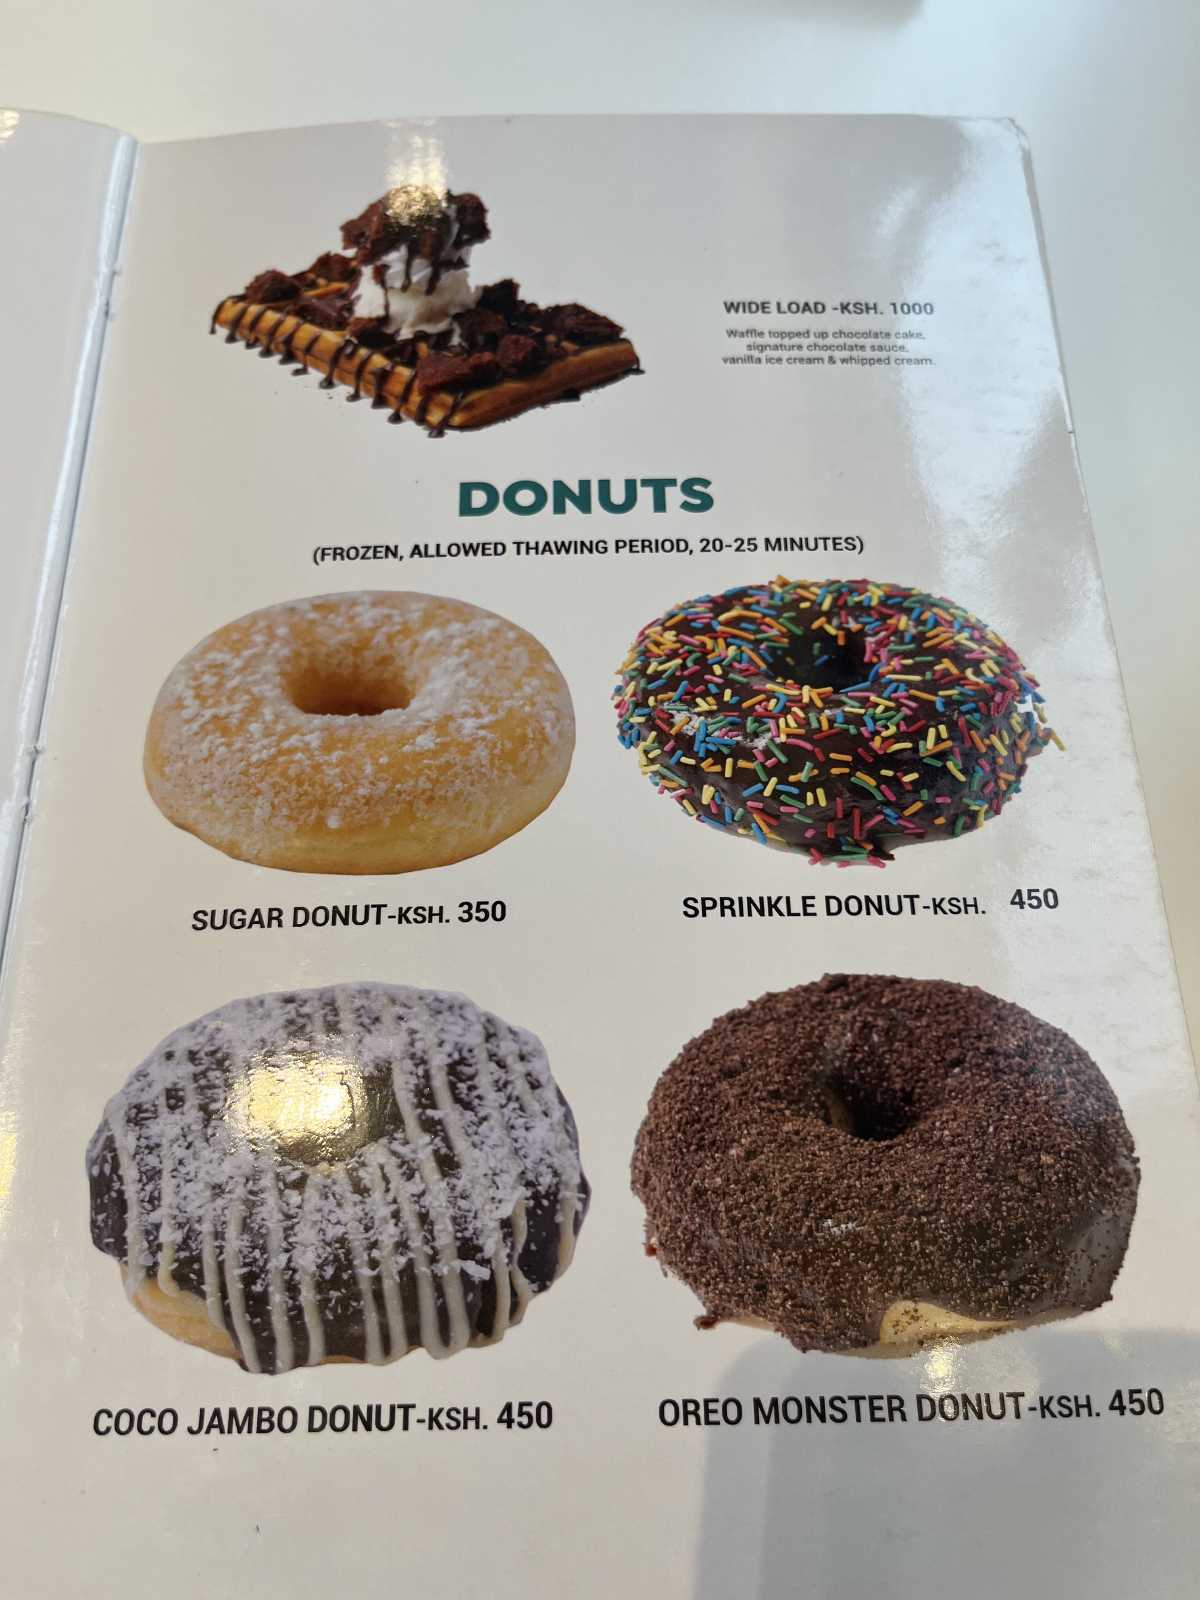 WIDE LOAD -KSH. 1000
Waffle topped up chocolate cake,
signature chocolate sauce,
vanilla ice cream & whipped cream.
DONUTS
(FROZEN, ALLOWED THAWING PERIOD, 20-25 MINUTES)
SUGAR DONUT-KSH. 350
SPRINKLE DONUT-KSH. 450
COCO JAMBO DONUT-KSH. 450
OREO MONSTER DONUT-KSH. 450